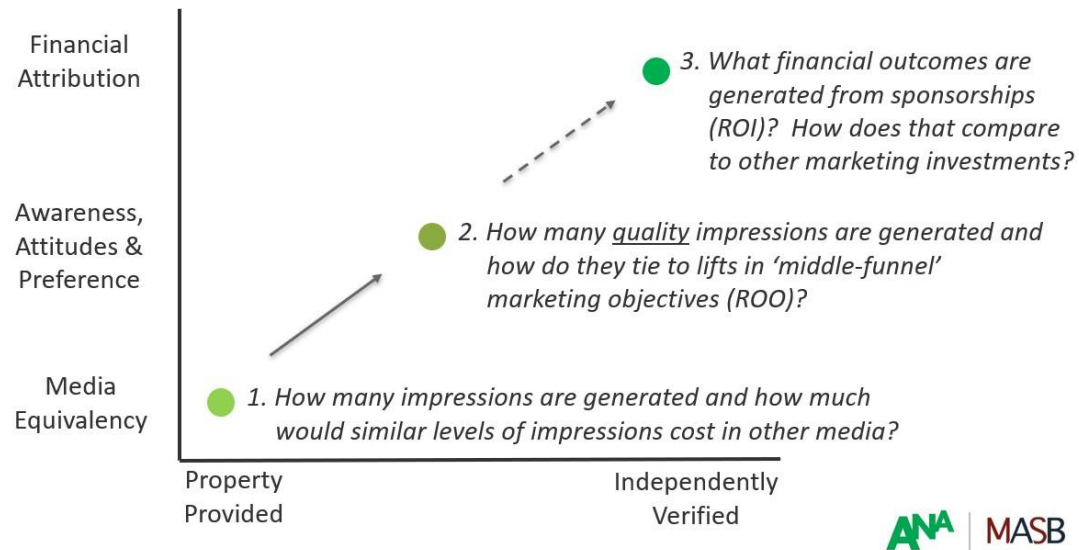 Financial
Attribution
3. What financial outcomes are
generated from sponsorships
(ROI)? How does that compare
to other marketing investments?
Awareness,
Attitudes &
Preference
2. How many quality impressions are generated and
how do they tie to lifts in ‘middle-funnel’
marketing objectives (ROO)?
Media
Equivalency
1. How many impressions are generated and how much
would similar levels of impressions cost in other media?
Property
Provided
Independently
Verified
ANA
MASB